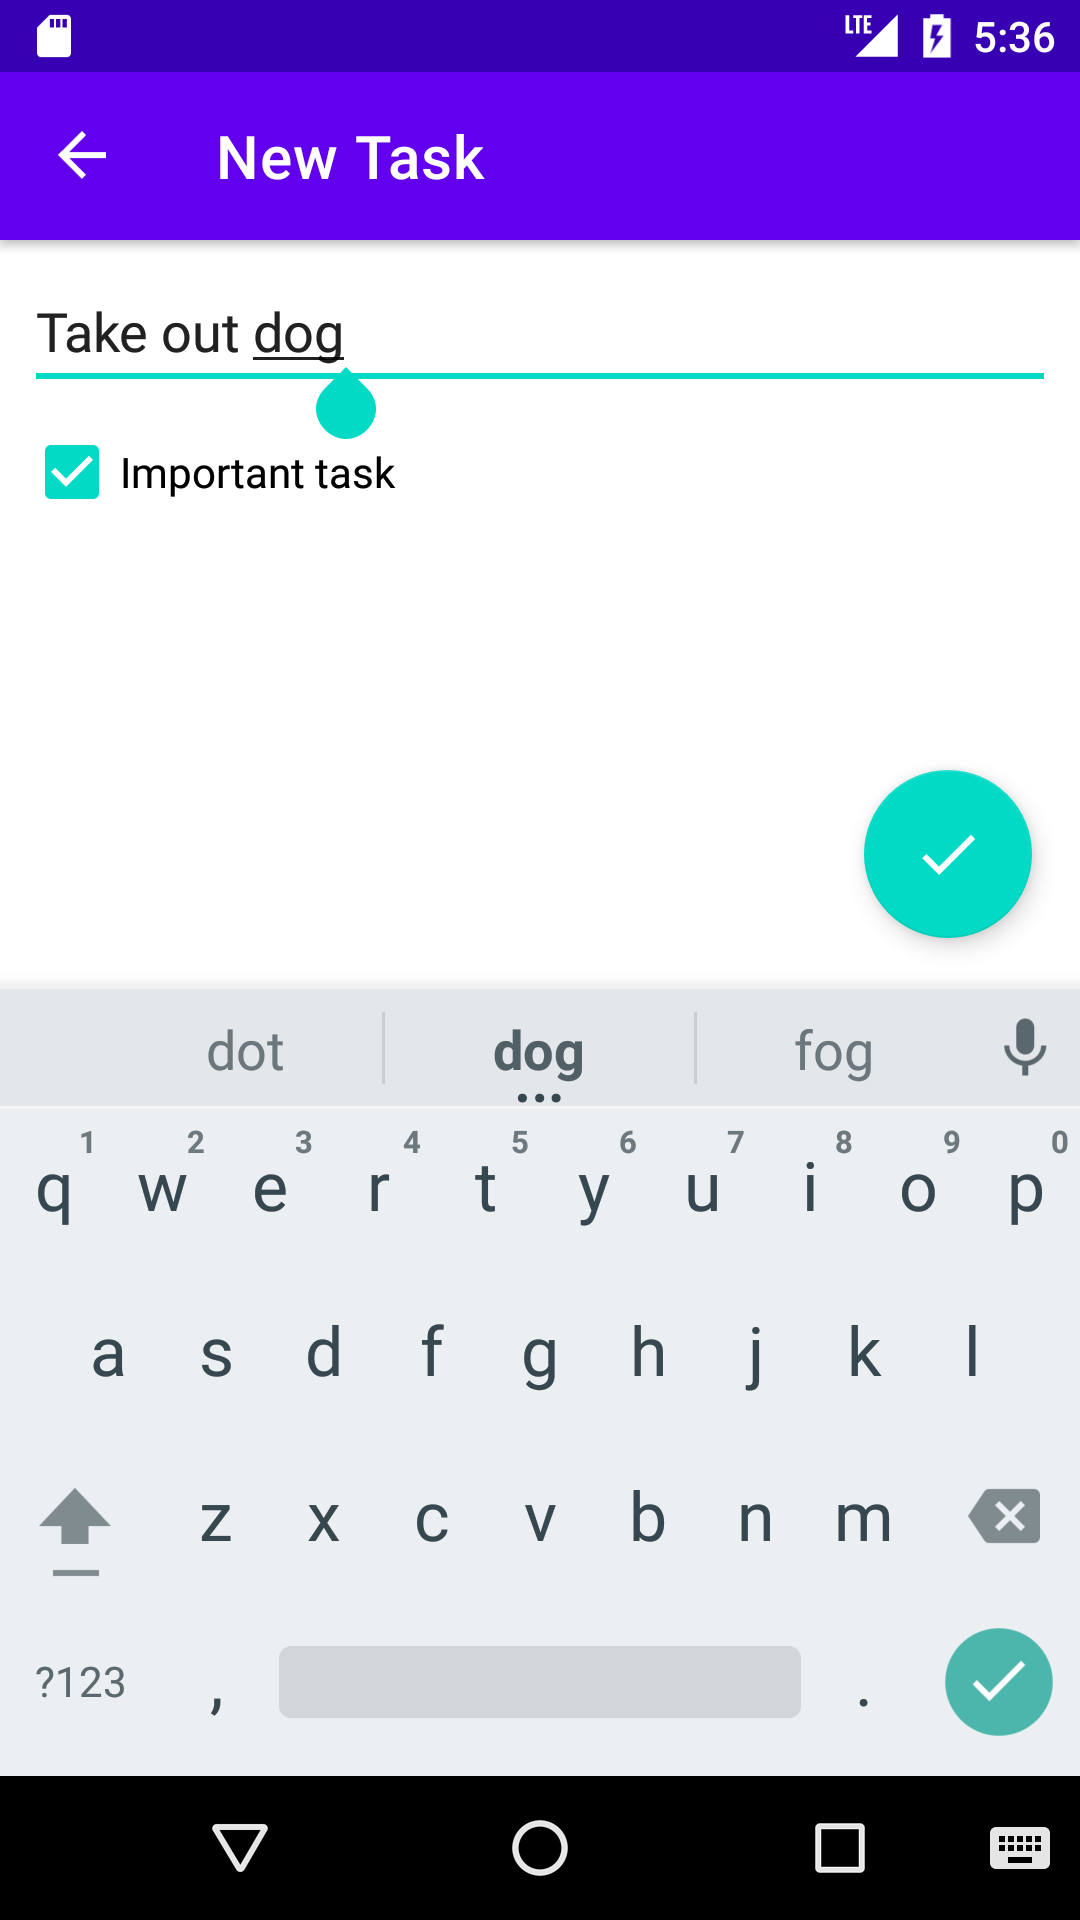 LTE 5:36
New Task
Take out dog
Important task
dot dog fog
1 2 3 4 5 6 7 8 9 0
q w e r t y u i o p
a s d f g h j k l
z x c v b n m
?123 , .